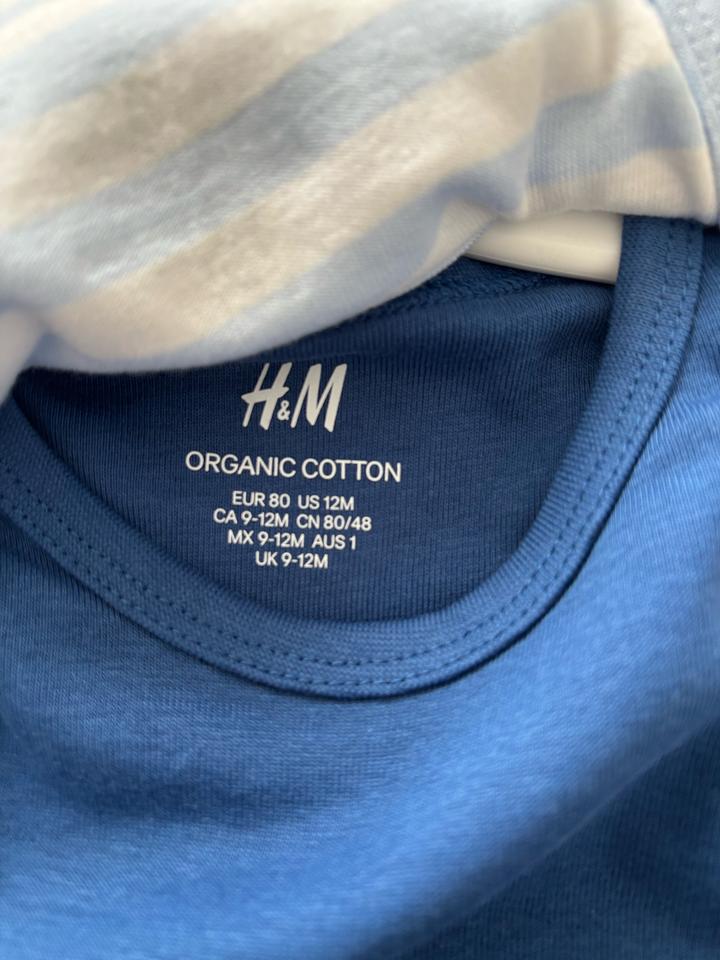 H&M
ORGANIC COTTON
EUR 80 US 12M
CA 9-12M CN 80/48
MX 9-12M AUS 1
UK 9-12M